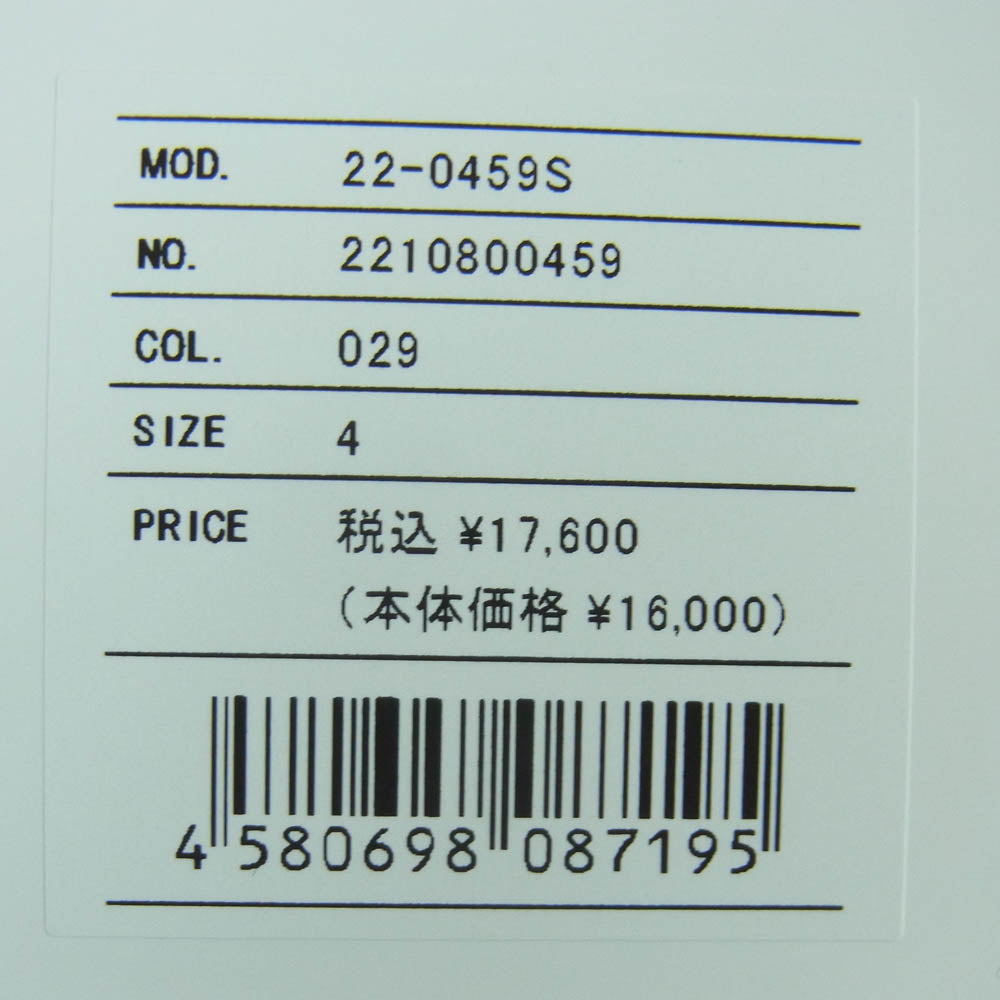 MOD. 22-0459S
NO. 2210800459
COL. 029
SIZE 4
PRICE 税込 ¥17,600
(本体価格 ¥16,000)
4 580698 087195